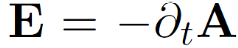 E = −∂ₜA